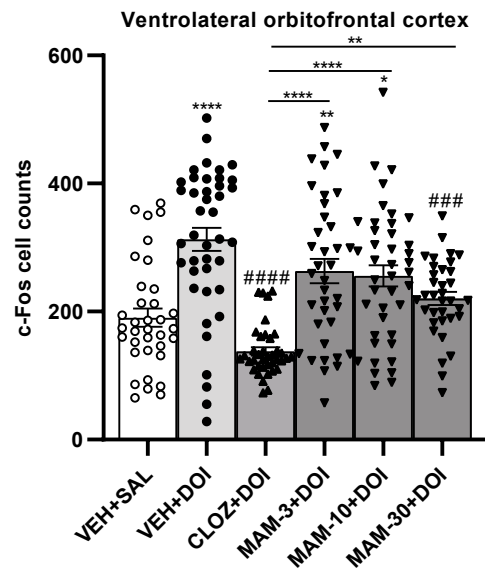 Ventrolateral orbitofrontal cortex
c-Fos cell counts
600
400
200
0
**
****
****
*
****
**
####
###
VEH+SAL
VEH+DOI
CLOZ+DOI
MAM-3+DOI
MAM-10+DOI
MAM-30+DOI